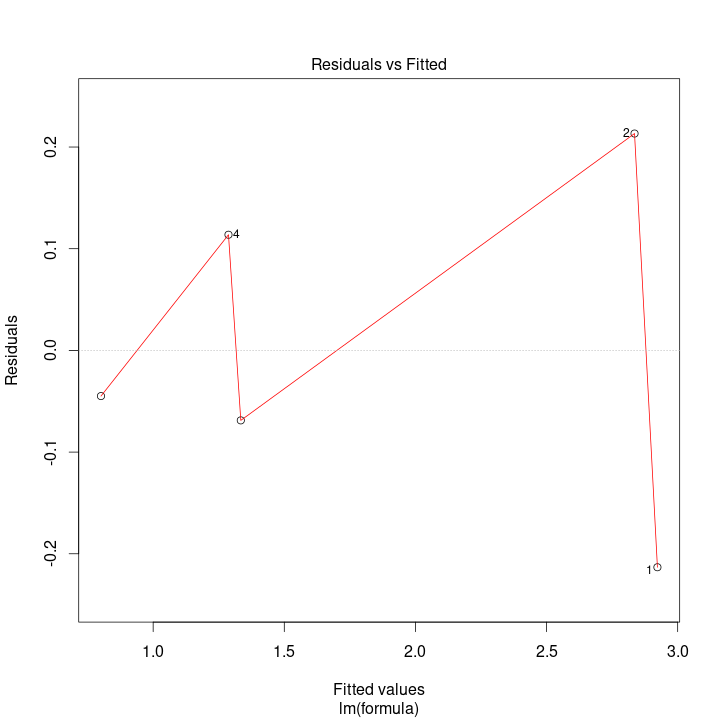 Residuals vs Fitted
Residuals
0.2
0.1
0.0
-0.1
-0.2
2
4
1
1.0 1.5 2.0 2.5 3.0
Fitted values
lm(formula)